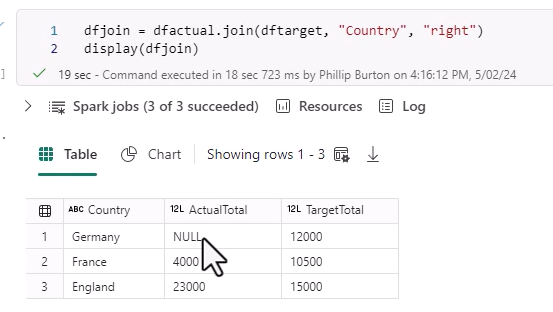 1 dfjoin = dfactual.join(dftarget, "Country", "right")
2 display(dfjoin)
19 sec - Command executed in 18 sec 723 ms by Phillip Burton on 4:16:12 PM, 5/02/24
Spark jobs (3 of 3 succeeded) Resources Log
Table Chart Showing rows 1 - 3
ABC Country 12L ActualTotal 12L TargetTotal
1 Germany NULL 12000
2 France 4000 10500
3 England 23000 15000